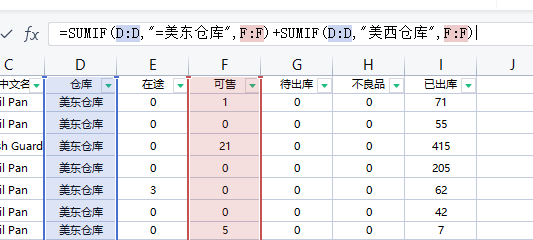 fx =SUMIF(D:D,"=美东仓库",F:F)+SUMIF(D:D,"美西仓库",F:F)
C D E F G H I J
中文名 仓库 在途 可售 待出库 不良品 已出库
il Pan 美东仓库 0 1 0 0 71
il Pan 美东仓库 0 0 0 0 55
sh Guard 美东仓库 0 21 0 0 415
il Pan 美东仓库 0 0 0 0 205
il Pan 美东仓库 3 0 0 0 62
il Pan 美东仓库 0 0 0 0 42
il Pan 美东仓库 0 5 0 0 7